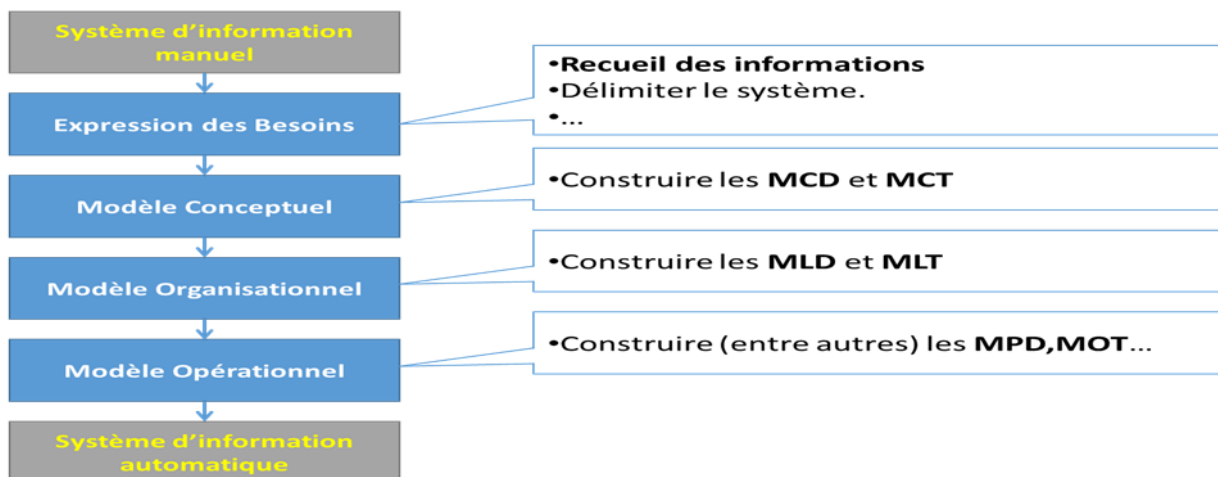 Système d'information
manuel
Expression des Besoins
•Recueil des informations
•Délimiter le système.
•...
Modèle Conceptuel
•Construire les MCD et MCT
Modèle Organisationnel
•Construire les MLD et MLT
Modèle Opérationnel
•Construire (entre autres) les MPD,MOT...
Système d'information
automatique